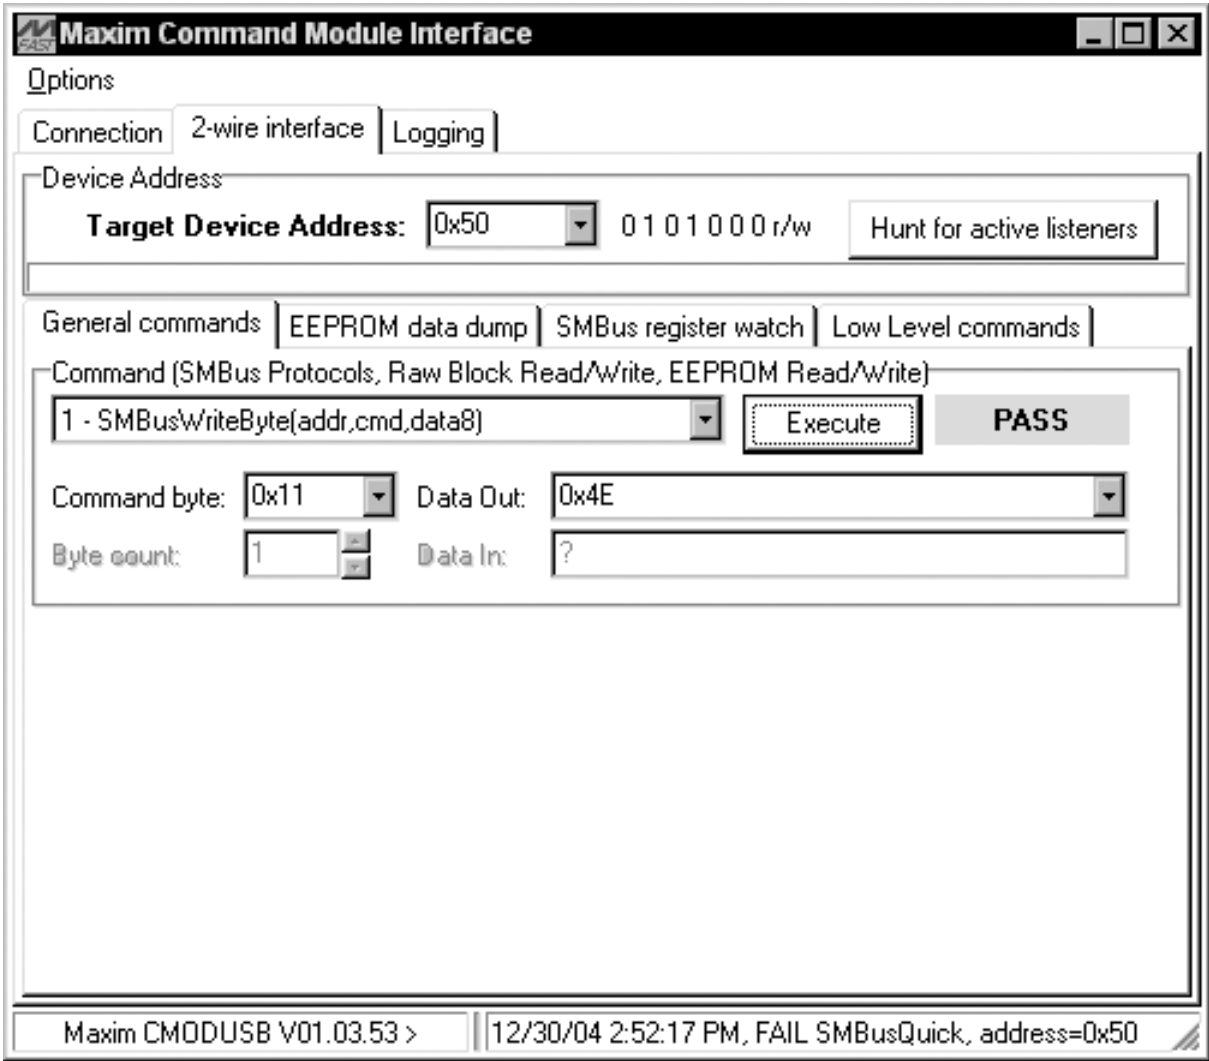 FAST Maxim Command Module Interface
Options
Connection 2-wire interface Logging
Device Address
Target Device Address: 0x50 0 1 0 1 0 0 0 r/w Hunt for active listeners
General commands EEPROM data dump SMBus register watch Low Level commands
Command (SMBus Protocols, Raw Block Read/Write, EEPROM Read/Write)
1 - SMBusWriteByte(addr,cmd,data8) Execute PASS
Command byte: 0x11 Data Out: 0x4E
Byte count: 1 Data In: ?
Maxim CMODUSB V01.03.53 > 12/30/04 2:52:17 PM, FAIL SMBusQuick, address=0x50